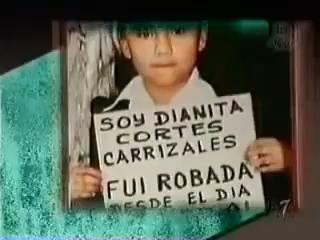 SOY DIANITA
CORTES
CARRIZALES
FUI ROBADA
DESDE EL DIA
7